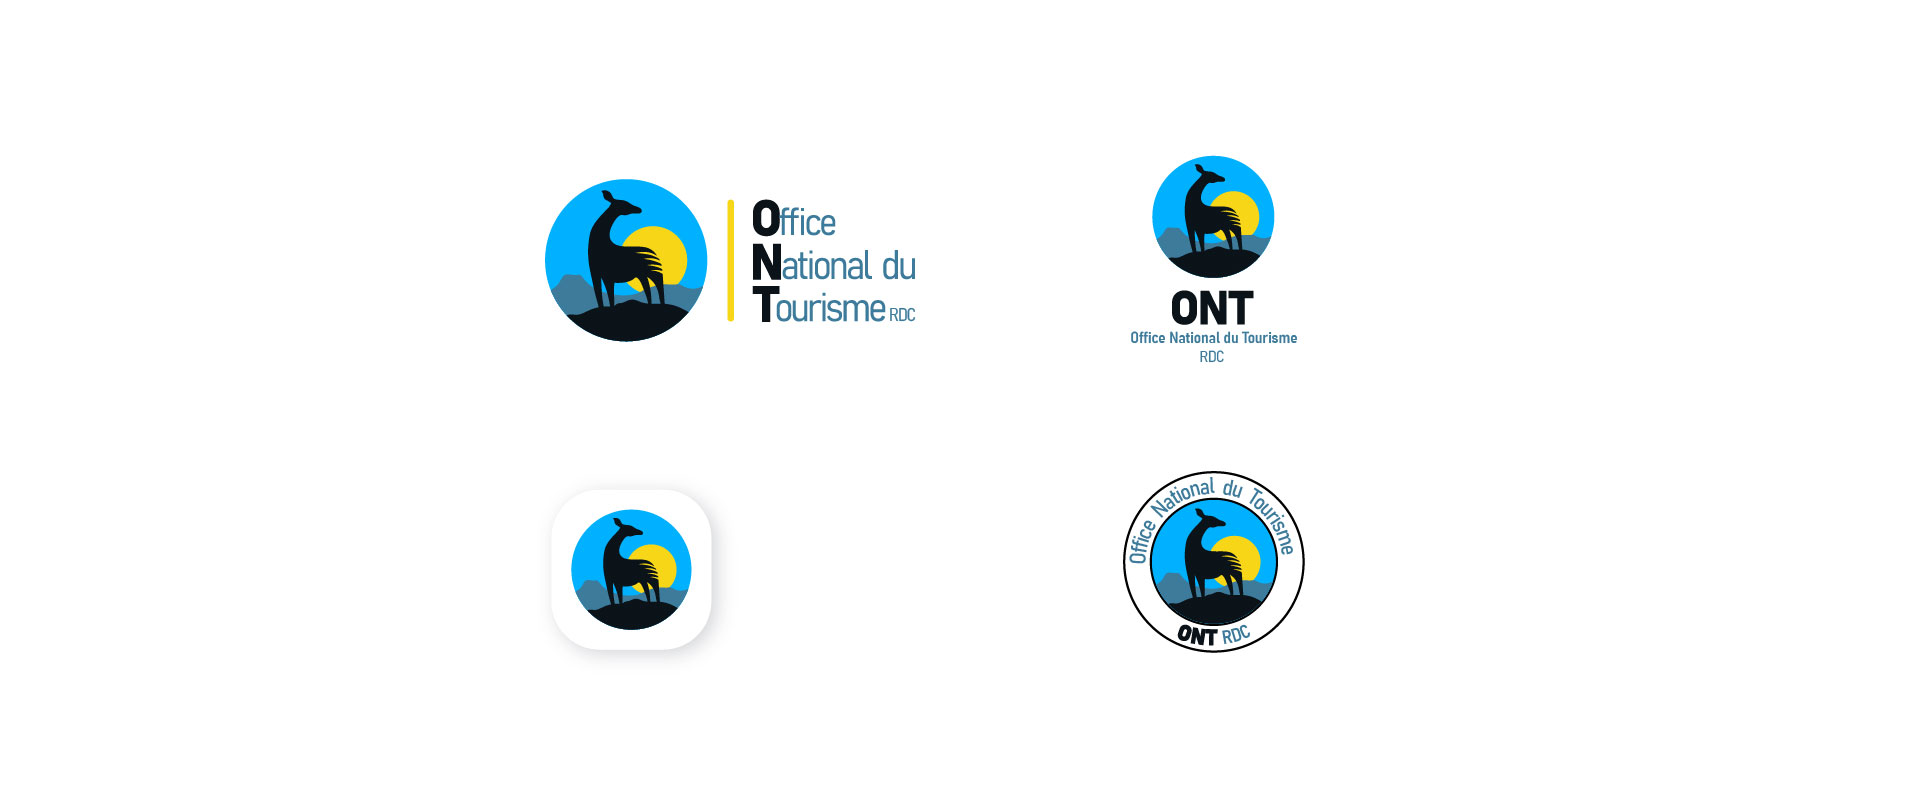 Office
National du
Tourisme RDC
ONT
Office National du Tourisme
RDC
Office National du Tourisme
ONT RDC